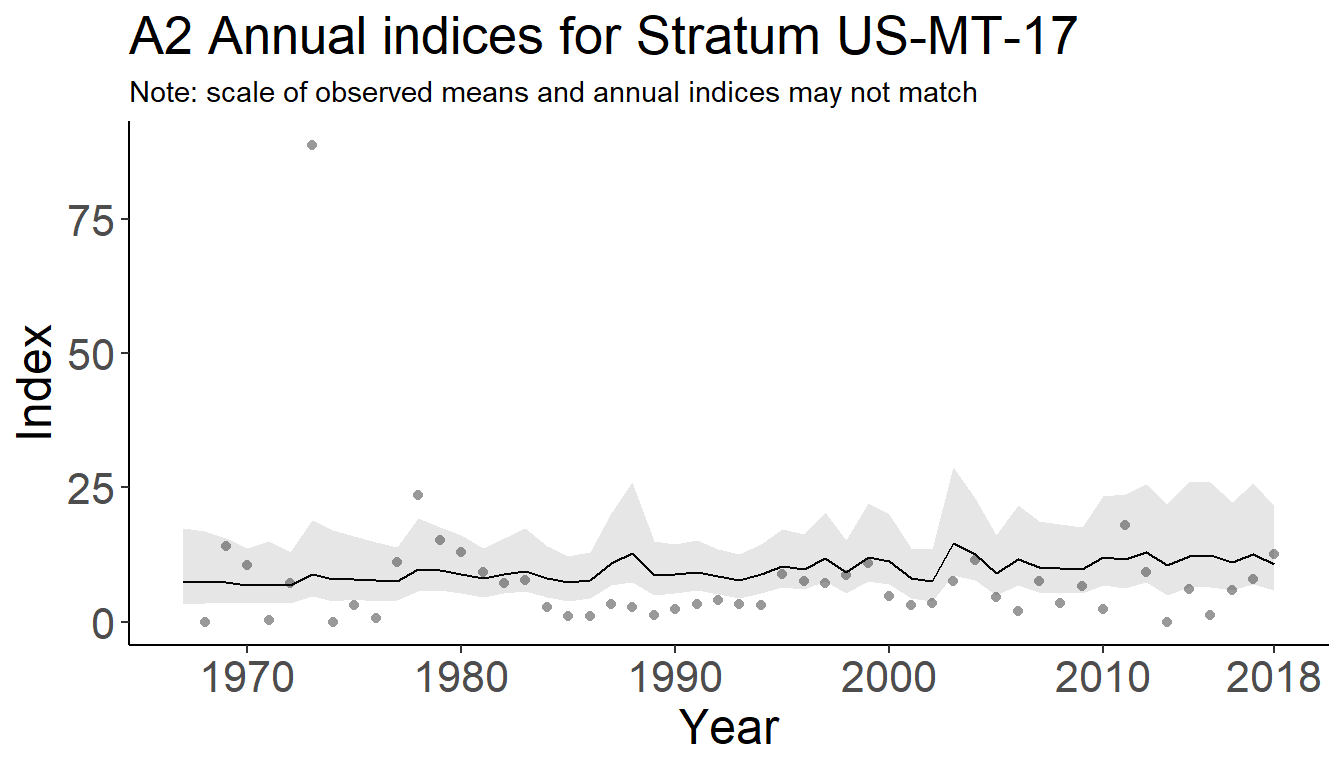 A2 Annual indices for Stratum US-MT-17
Note: scale of observed means and annual indices may not match
75
50
25
0
Index
1970 1980 1990 2000 2010 2018
Year